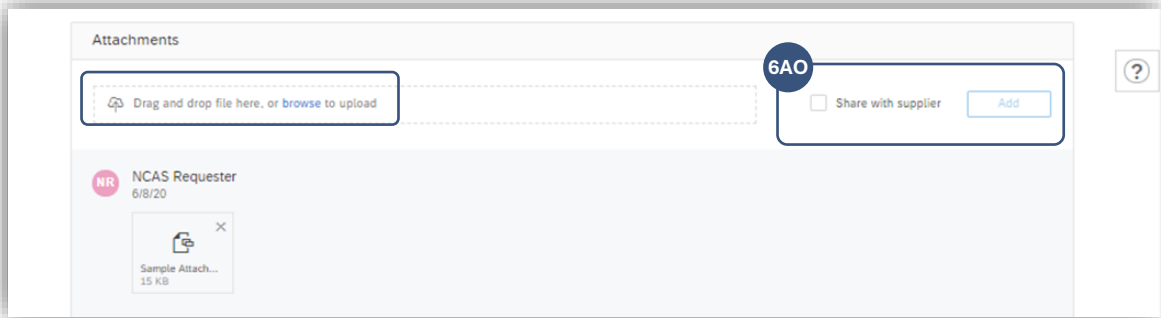 Attachments
6AO
Drag and drop file here, or browse to upload
Share with supplier
Add
?
NR
NCAS Requester
6/8/20
Sample Attach...
15 KB